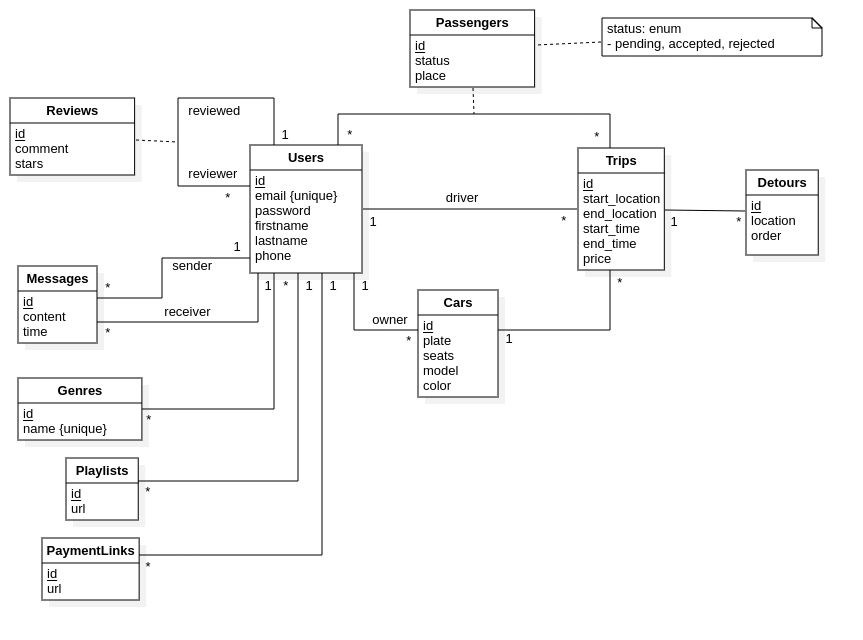 Passengers
id
status
place
status: enum
- pending, accepted, rejected
Reviews
id
comment
stars
reviewed
reviewer
1
*
*
*
Users
id
email {unique}
password
firstname
lastname
phone
driver
1
*
Trips
id
start_location
end_location
start_time
end_time
price
1
*
Detours
id
location
order
1
sender
*
Messages
id
content
time
receiver
*
1
*
1
1
1
owner
*
Cars
id
plate
seats
model
color
1
*
Genres
id
name {unique}
*
Playlists
id
url
*
PaymentLinks
id
url
*